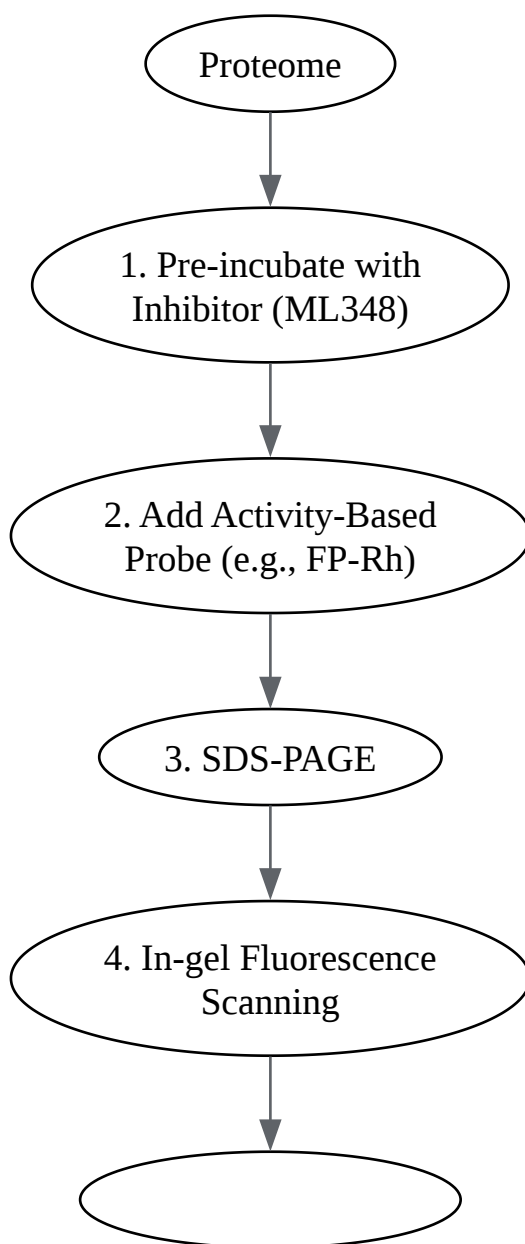 Proteome
1. Pre-incubate with
Inhibitor (ML348)
2. Add Activity-Based
Probe (e.g., FP-Rh)
3. SDS-PAGE
4. In-gel Fluorescence
Scanning